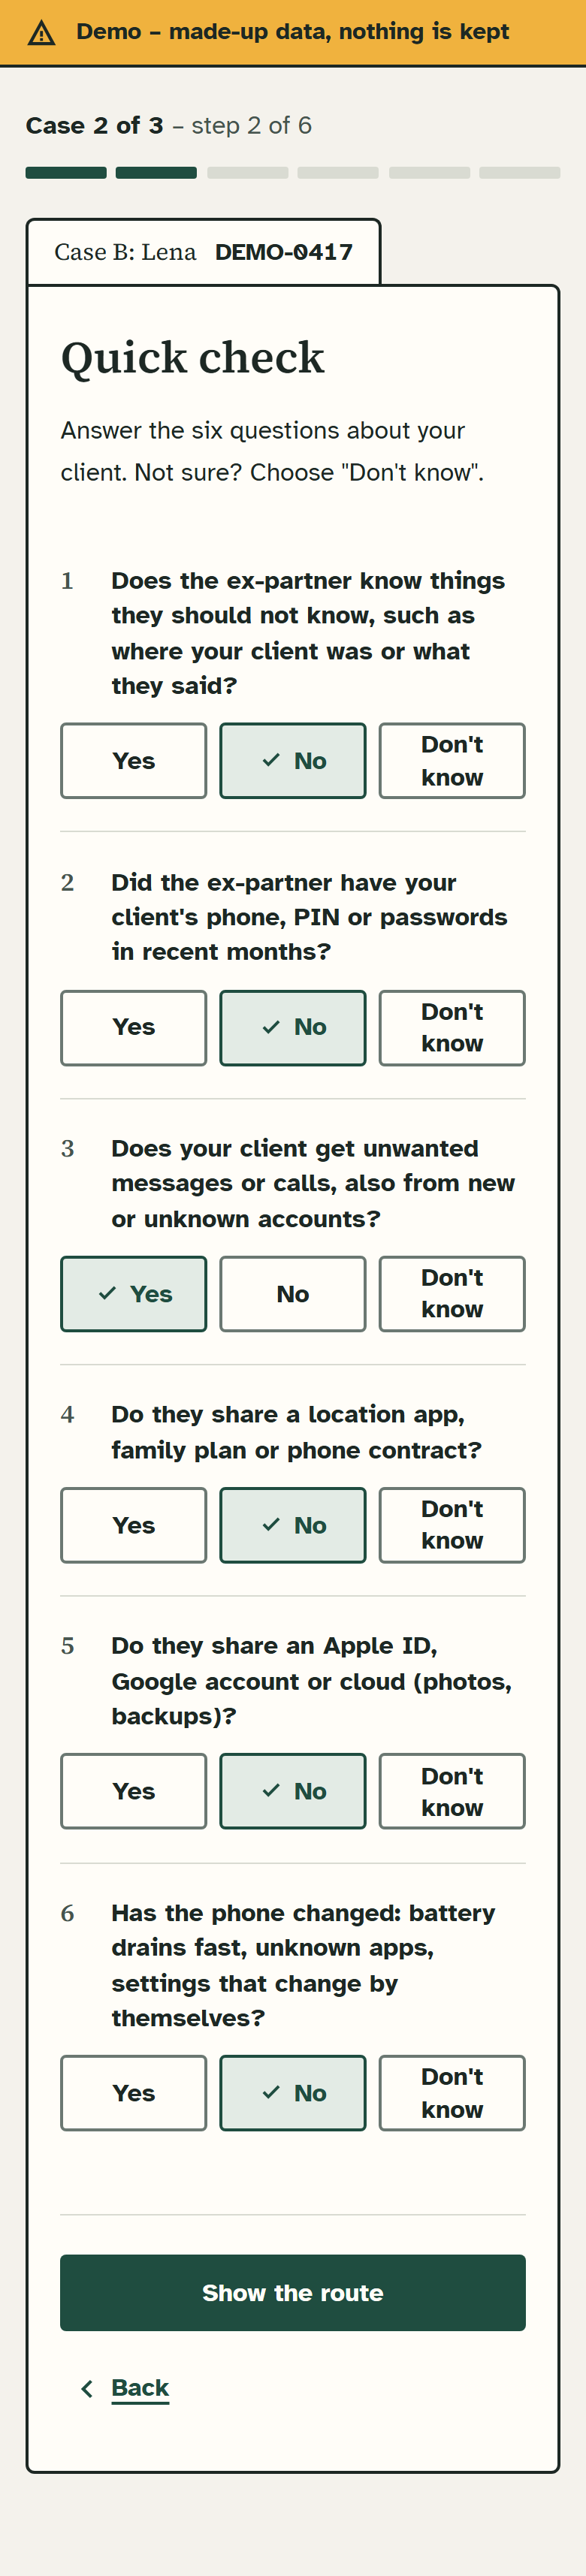 Demo – made-up data, nothing is kept
Case 2 of 3 – step 2 of 6
Case B: Lena DEMO-0417
Quick check
Answer the six questions about your
client. Not sure? Choose "Don't know".
1 Does the ex-partner know things
they should not know, such as
where your client was or what
they said?
Yes No Don't
know
2 Did the ex-partner have your
client's phone, PIN or passwords
in recent months?
Yes No Don't
know
3 Does your client get unwanted
messages or calls, also from new
or unknown accounts?
Yes No Don't
know
4 Do they share a location app,
family plan or phone contract?
Yes No Don't
know
5 Do they share an Apple ID,
Google account or cloud (photos,
backups)?
Yes No Don't
know
6 Has the phone changed: battery
drains fast, unknown apps,
settings that change by
themselves?
Yes No Don't
know
Show the route
Back